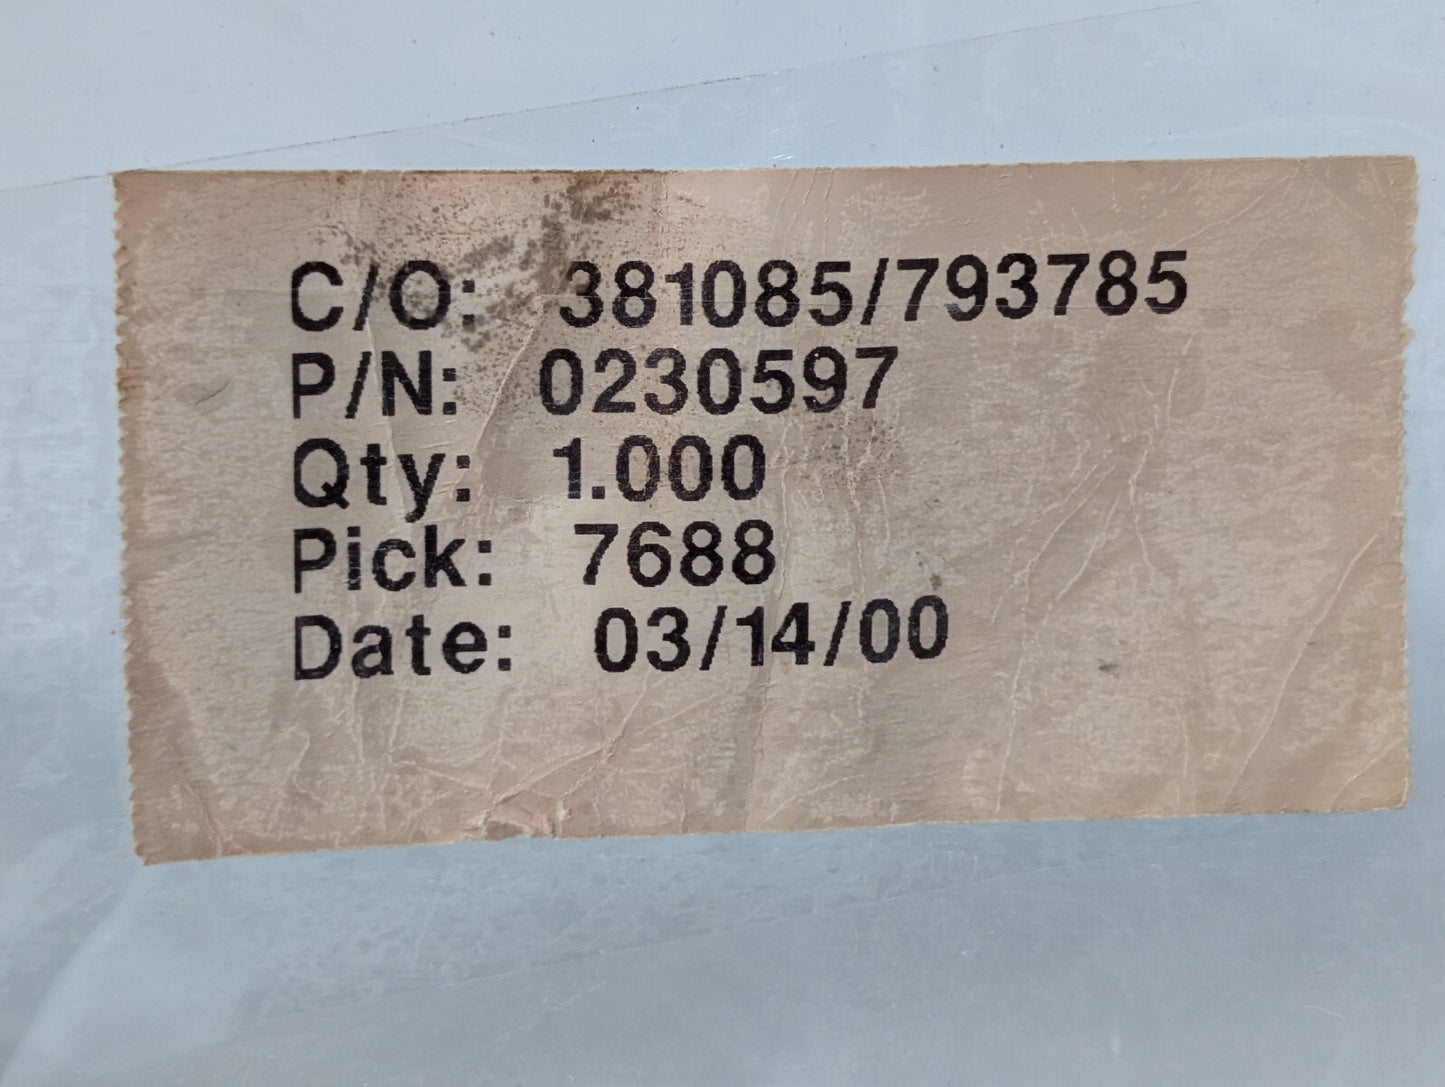 C/O: 381085/793785
P/N: 0230597
Qty: 1.000
Pick: 7688
Date: 03/14/00